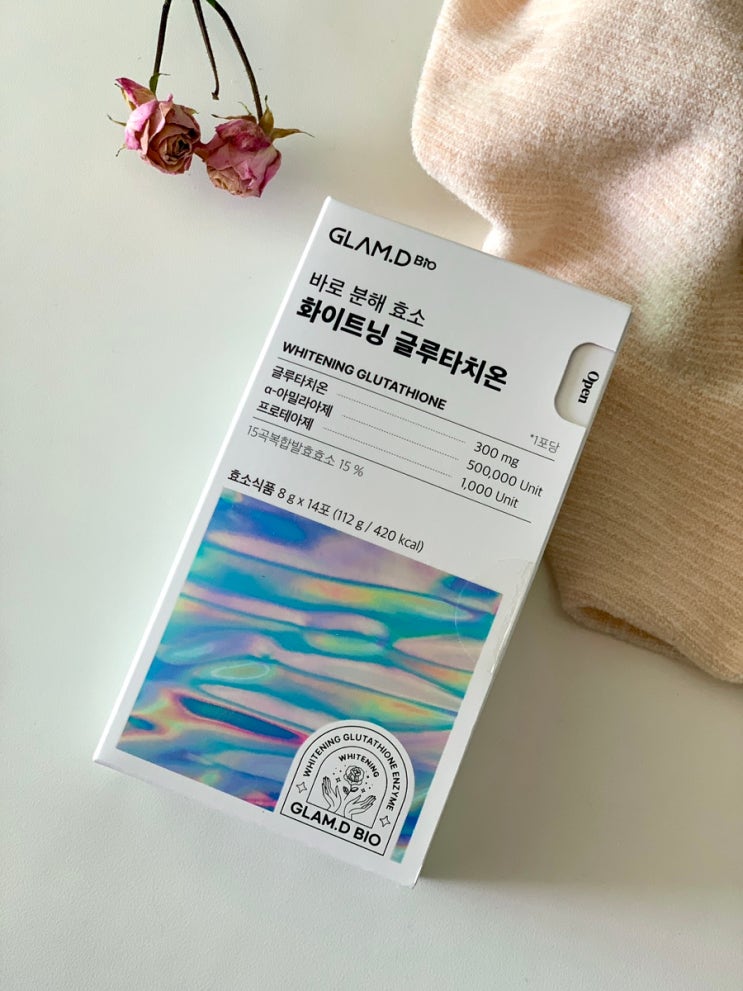 GLAM.D Bio
바로 분해 효소
화이트닝 글루타치온
Open
WHITENING GLUTATHIONE
*1포당
글루타치온 300 mg
α-아밀라아제 500,000 Unit
프로테아제 1,000 Unit
15곡복합발효효소 15 %
효소식품 8 g x 14포 (112 g / 420 kcal)
WHITENING GLUTATHIONE ENZYME
WHITENING
GLAM.D BIO